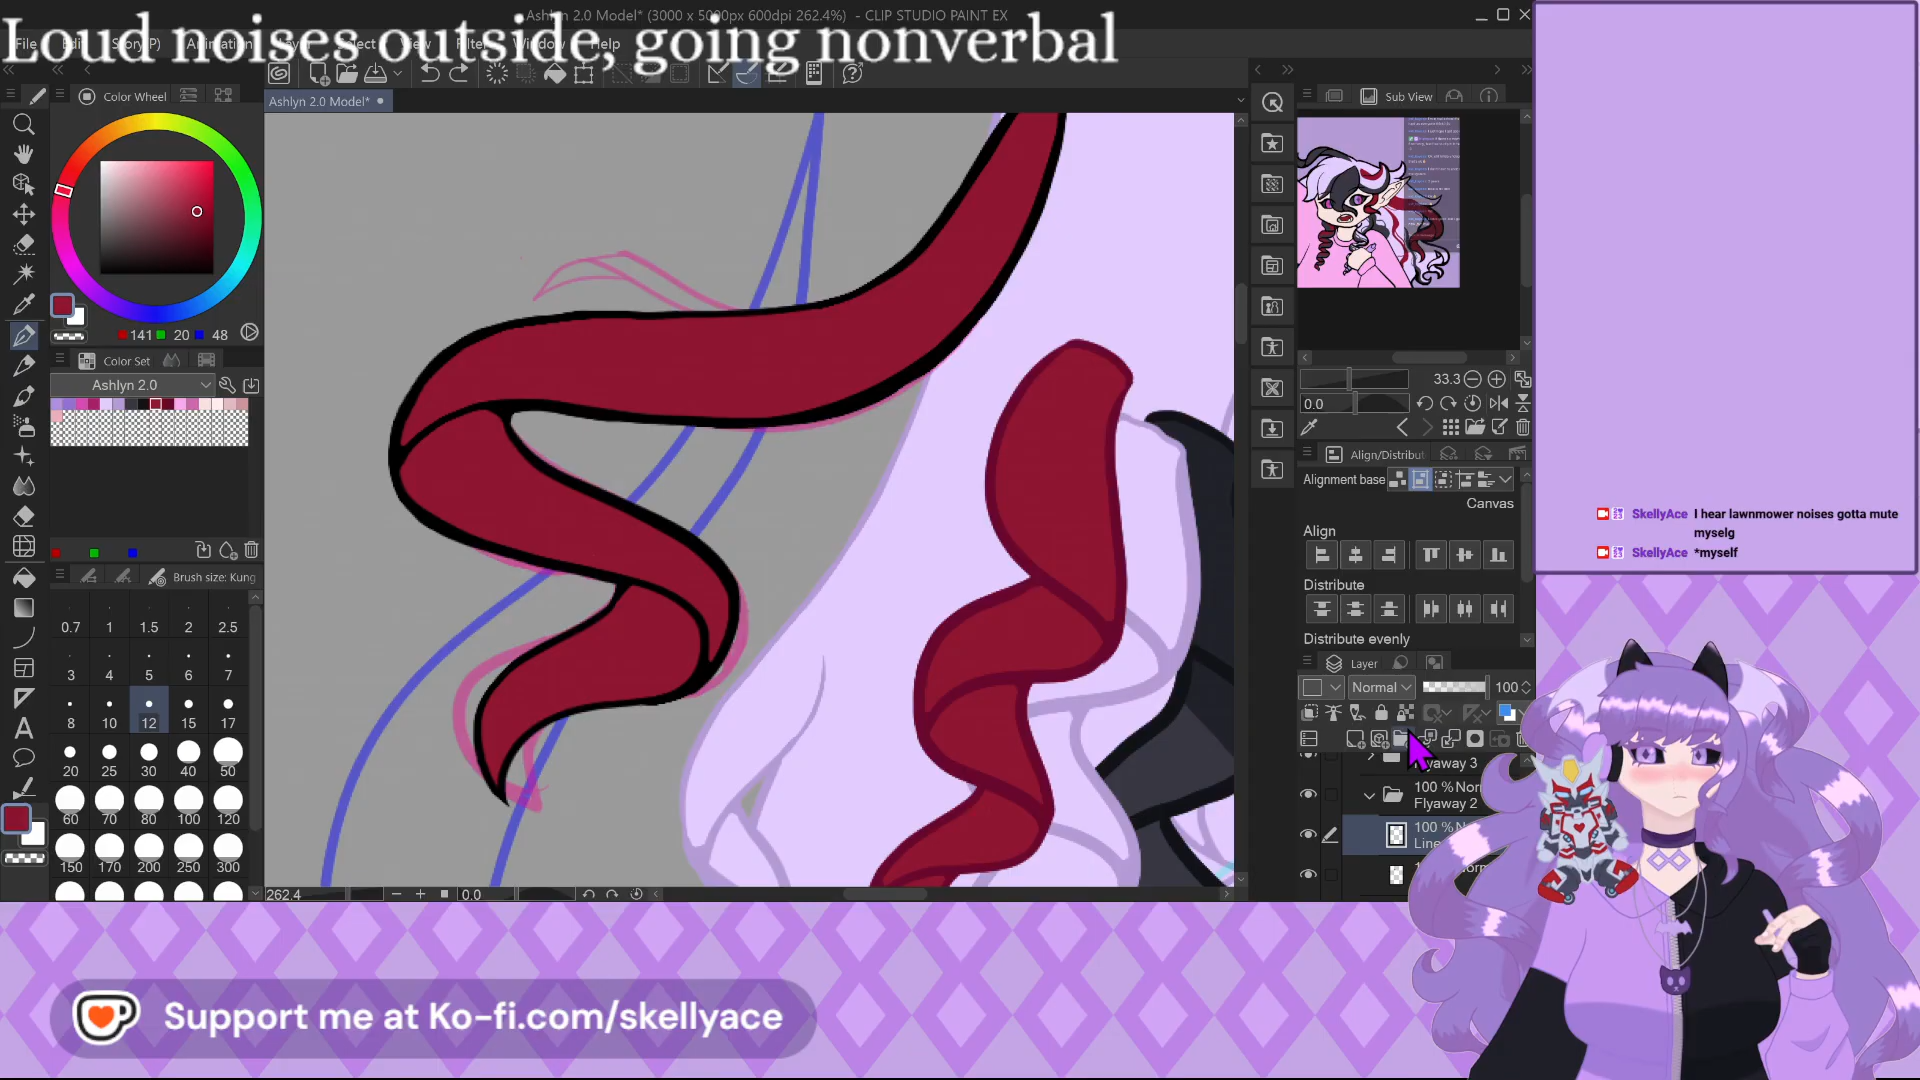 Ashlyn 2.0 Model* (3000 x 5000px 600dpi 262.4%) - CLIP STUDIO PAINT EX
Loud noises outside, going nonverbal
Color Wheel
Ashlyn 2.0 Model*
Sub View
141 20 48
Color Set
Ashlyn 2.0
33.3
0.0
Align/Distribut
Alignment base
Canvas
SkellyAce I hear lawnmower noises gotta mute
myselg
SkellyAce *myself
Align
Distribute
Distribute evenly
Brush size: Kung
0.7 1 1.5 2 2.5
3 4 5 6 7
8 10 12 15 17
20 25 30 40 50
60 70 80 100 120
150 170 200 250 300
Layer
Normal 100
Flyaway 3
100 % Nor
Flyaway 2
100 % N
Line
262.4 0.0
Support me at Ko-fi.com/skellyace